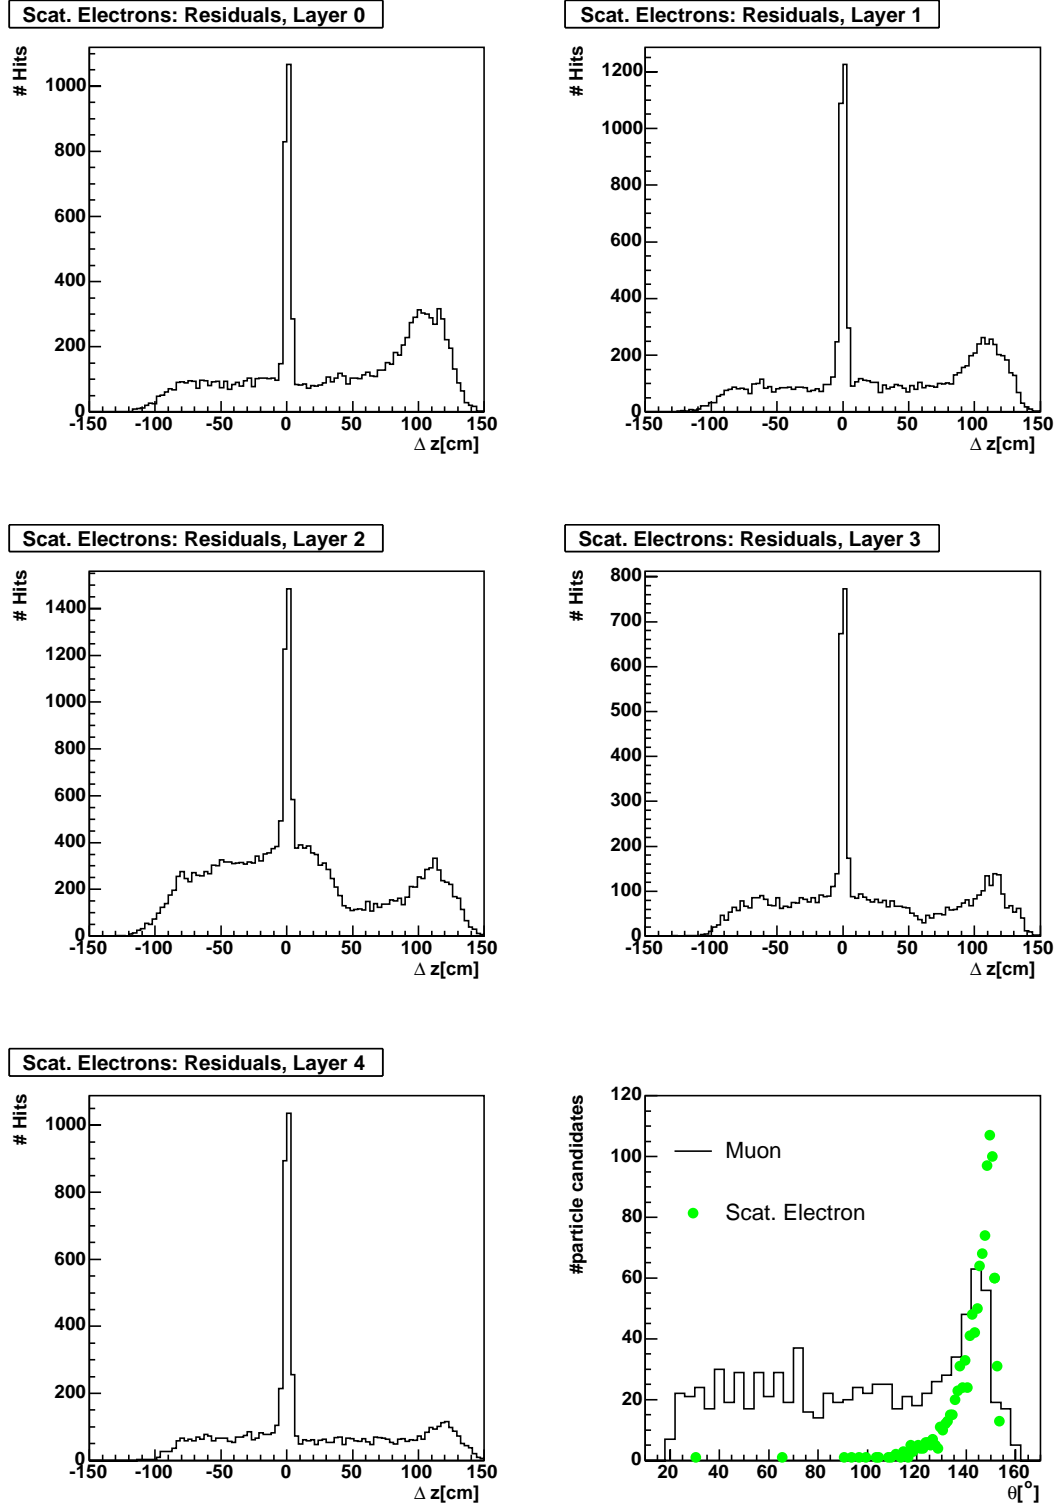 Scat. Electrons: Residuals, Layer 0
# Hits
1000
800
600
400
200
0
-150 -100 -50 0 50 100 150
Δ z[cm]
Scat. Electrons: Residuals, Layer 1
# Hits
1200
1000
800
600
400
200
0
-150 -100 -50 0 50 100 150
Δ z[cm]
Scat. Electrons: Residuals, Layer 2
# Hits
1400
1200
1000
800
600
400
200
0
-150 -100 -50 0 50 100 150
Δ z[cm]
Scat. Electrons: Residuals, Layer 3
# Hits
800
700
600
500
400
300
200
100
0
-150 -100 -50 0 50 100 150
Δ z[cm]
Scat. Electrons: Residuals, Layer 4
# Hits
1000
800
600
400
200
0
-150 -100 -50 0 50 100 150
Δ z[cm]
#particle candidates
120
100
80
60
40
20
0
Muon
Scat. Electron
20 40 60 80 100 120 140 160
θ[°]